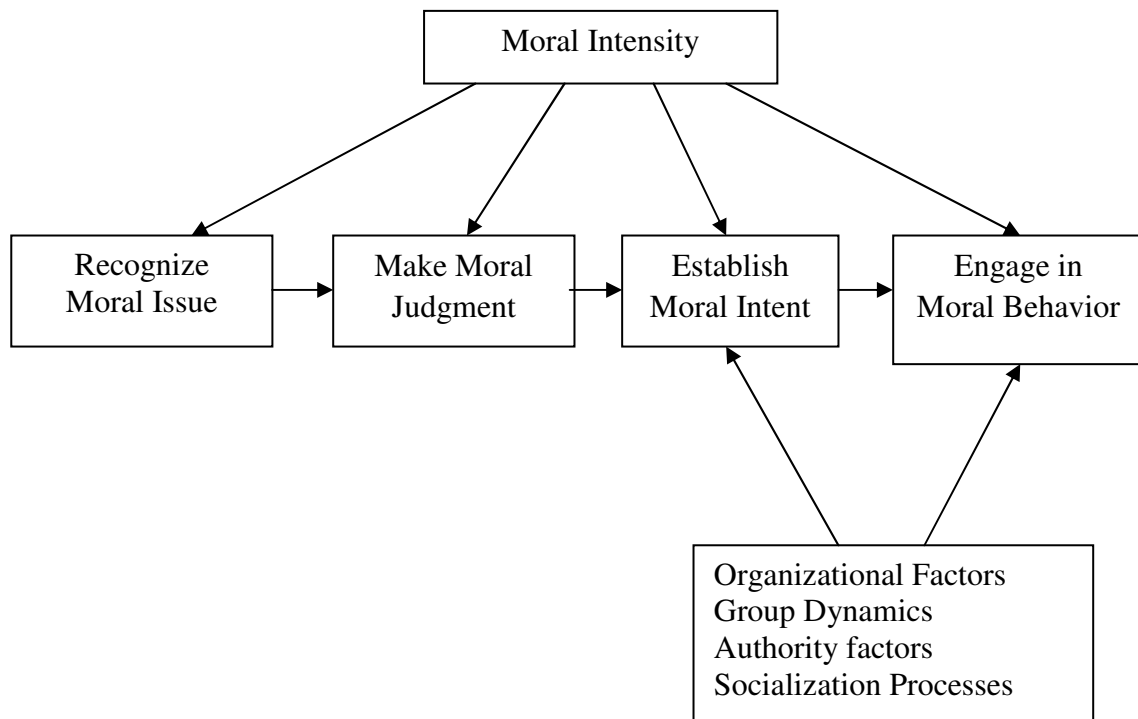 Moral Intensity
Recognize
Moral Issue
Make Moral
Judgment
Establish
Moral Intent
Engage in
Moral Behavior
Organizational Factors
Group Dynamics
Authority factors
Socialization Processes